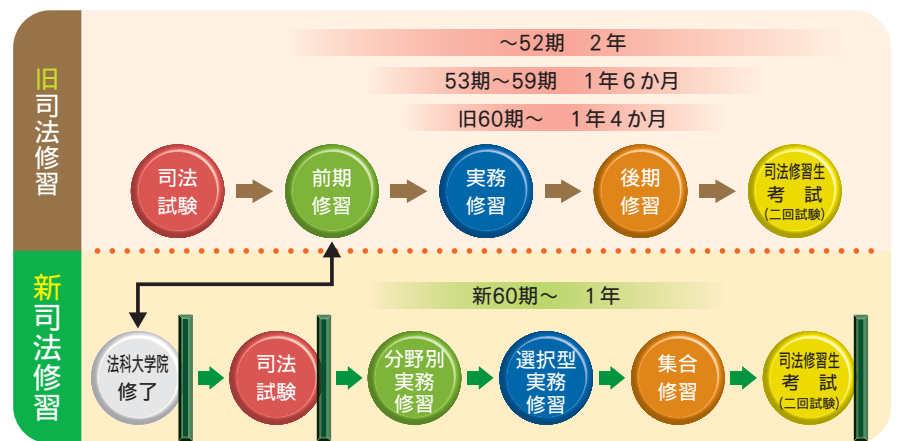 旧司法修習
～52期　2年
53期～59期　1年6か月
旧60期～　1年4か月
司法
試験
前期
修習
実務
修習
後期
修習
司法修習生
考　試
(二回試験)
新司法修習
新60期～　1年
法科大学院
修了
司法
試験
分野別
実務
修習
選択型
実務
修習
集合
修習
司法修習生
考　試
(二回試験)